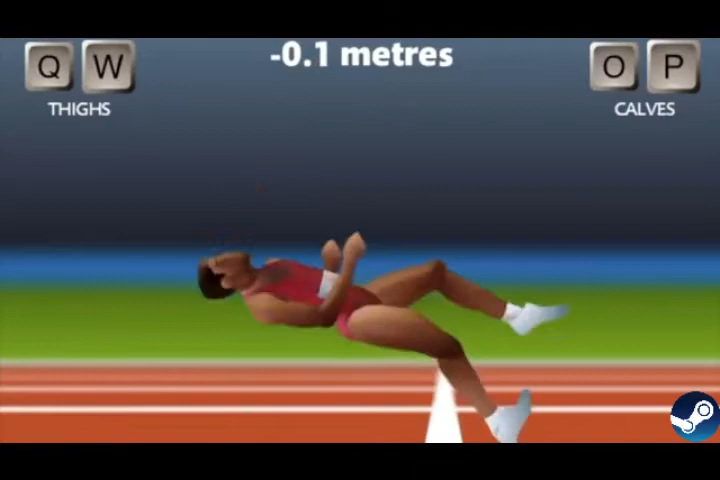 Q W
-0.1 metres
O P
THIGHS
CALVES